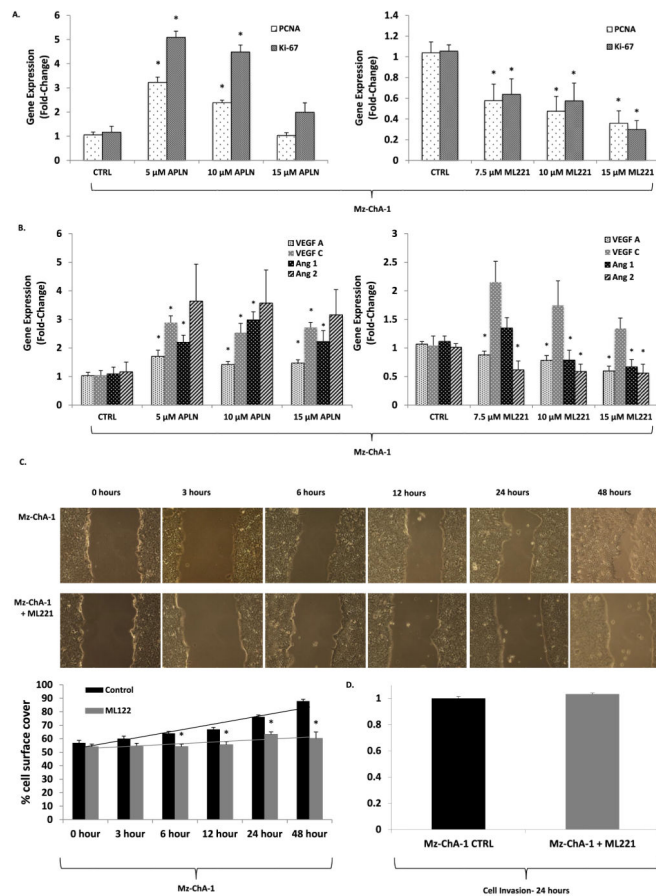 A.
Gene Expression
(Fold-Change)
6
5
4
3
2
1
0
PCNA
Ki-67
*
*
*
*
CTRL
5 µM APLN
10 µM APLN
15 µM APLN
Gene Expression
(Fold-Change)
1.4
1.2
1
0.8
0.6
0.4
0.2
0
PCNA
Ki-67
* *
* *
* *
CTRL
7.5 µM ML221
10 µM ML221
15 µM ML221
Mz-ChA-1
B.
Gene Expression
(Fold-Change)
6
5
4
3
2
1
0
VEGF A
VEGF C
Ang 1
Ang 2
* * *
* * *
* * *
CTRL
5 µM APLN
10 µM APLN
15 µM APLN
Gene Expression
(Fold-Change)
3
2.5
2
1.5
1
0.5
0
VEGF A
VEGF C
Ang 1
Ang 2
* *
* * *
* * *
CTRL
7.5 µM ML221
10 µM ML221
15 µM ML221
Mz-ChA-1
C.
0 hours
3 hours
6 hours
12 hours
24 hours
48 hours
Mz-ChA-1
Mz-ChA-1
+ ML221
% cell surface cover
100
90
80
70
60
50
40
30
20
10
0
Control
ML122
*
*
*
*
0 hour
3 hour
6 hour
12 hour
24 hour
48 hour
Mz-ChA-1
D.
1
0.8
0.6
0.4
0.2
0
Mz-ChA-1 CTRL
Mz-ChA-1 + ML221
Cell Invasion- 24 hours